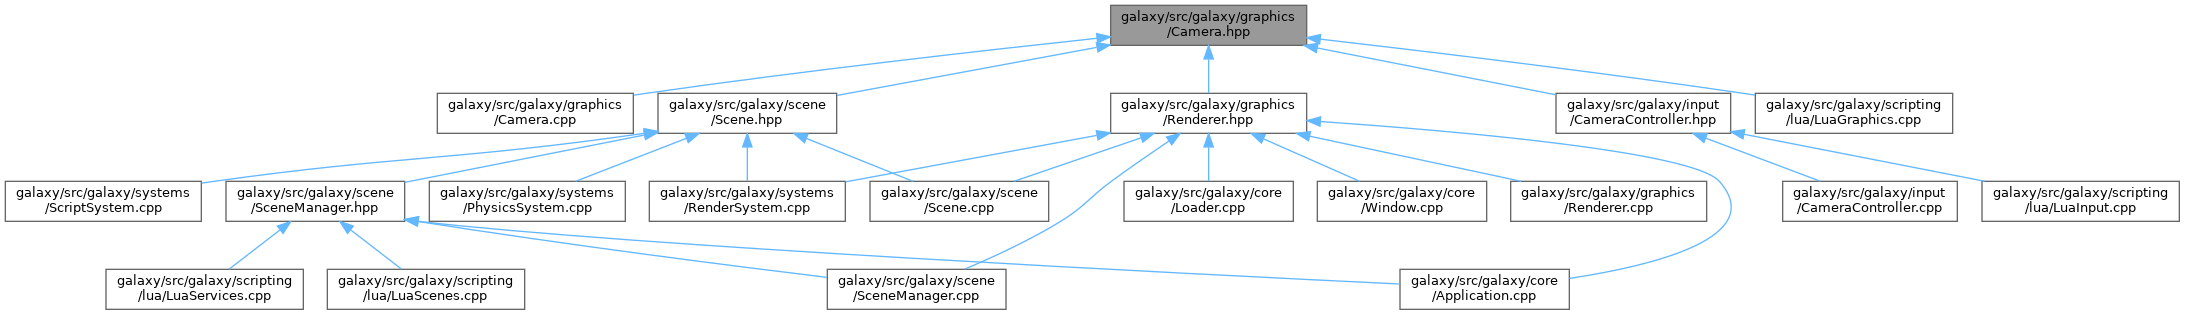 galaxy/src/galaxy/graphics
/Camera.hpp
galaxy/src/galaxy/graphics
/Camera.cpp
galaxy/src/galaxy/scene
/Scene.hpp
galaxy/src/galaxy/graphics
/Renderer.hpp
galaxy/src/galaxy/input
/CameraController.hpp
galaxy/src/galaxy/scripting
/lua/LuaGraphics.cpp
galaxy/src/galaxy/systems
/ScriptSystem.cpp
galaxy/src/galaxy/scene
/SceneManager.hpp
galaxy/src/galaxy/systems
/PhysicsSystem.cpp
galaxy/src/galaxy/systems
/RenderSystem.cpp
galaxy/src/galaxy/scene
/Scene.cpp
galaxy/src/galaxy/core
/Loader.cpp
galaxy/src/galaxy/core
/Window.cpp
galaxy/src/galaxy/graphics
/Renderer.cpp
galaxy/src/galaxy/input
/CameraController.cpp
galaxy/src/galaxy/scripting
/lua/LuaInput.cpp
galaxy/src/galaxy/scripting
/lua/LuaServices.cpp
galaxy/src/galaxy/scripting
/lua/LuaScenes.cpp
galaxy/src/galaxy/scene
/SceneManager.cpp
galaxy/src/galaxy/core
/Application.cpp